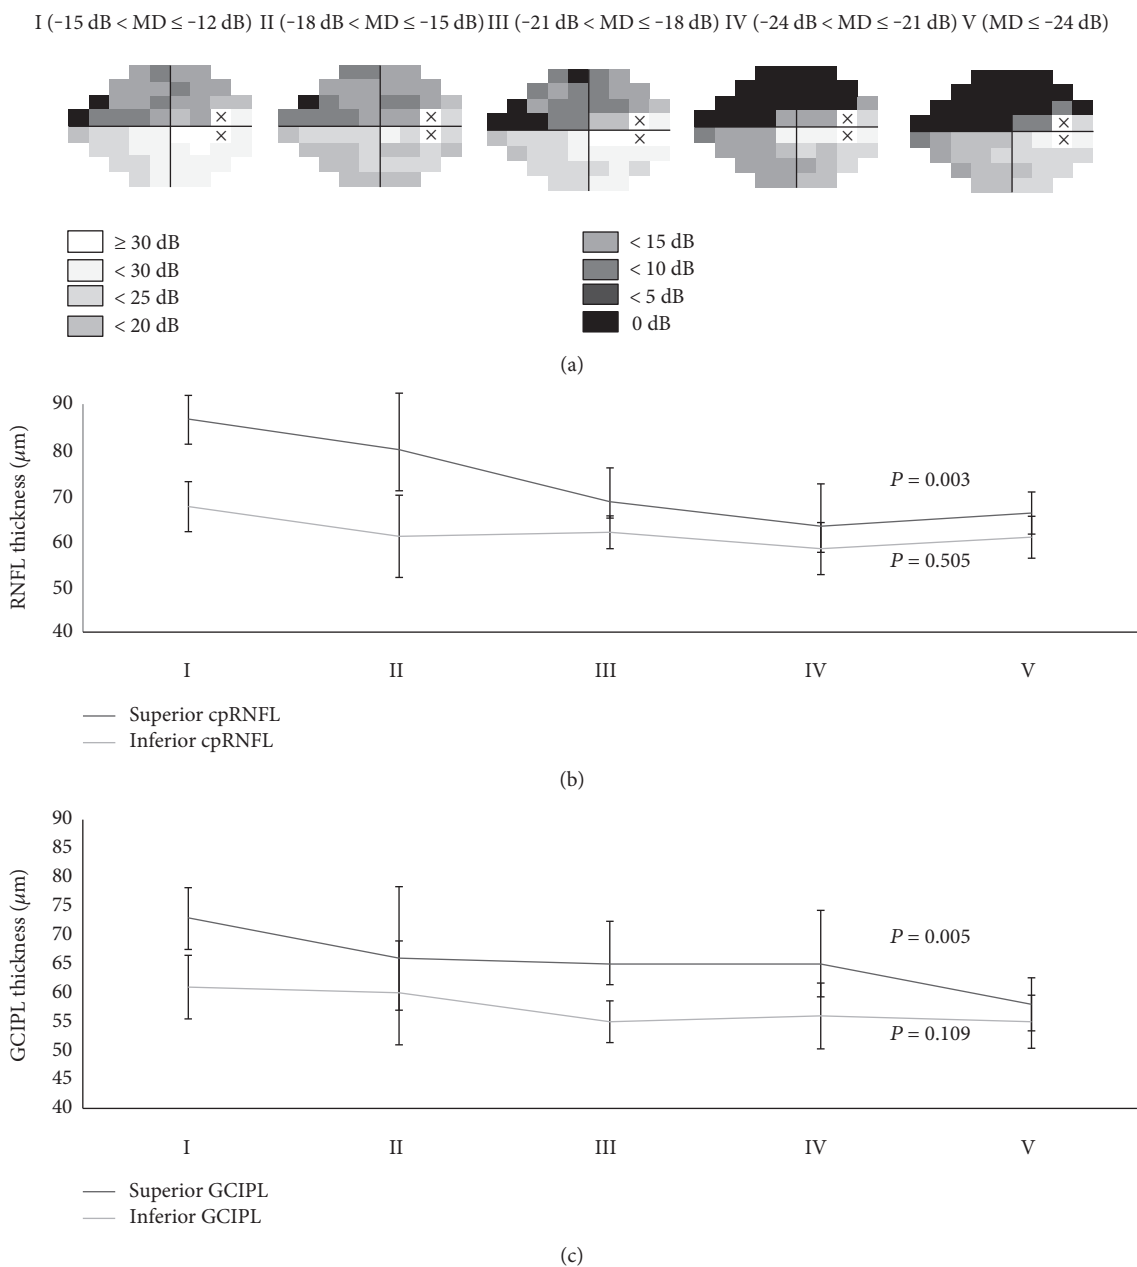 I (−15 dB < MD ≤ −12 dB) II (−18 dB < MD ≤ −15 dB) III (−21 dB < MD ≤ −18 dB) IV (−24 dB < MD ≤ −21 dB) V (MD ≤ −24 dB)
× × × × ×
× × × × ×
≥ 30 dB < 15 dB
< 30 dB < 10 dB
< 25 dB < 5 dB
< 20 dB 0 dB
(a)
RNFL thickness (μm)
90
80
70
60
50
40
P = 0.003
P = 0.505
I II III IV V
Superior cpRNFL
Inferior cpRNFL
(b)
GCIPL thickness (μm)
90
85
80
75
70
65
60
55
50
45
40
P = 0.005
P = 0.109
I II III IV V
Superior GCIPL
Inferior GCIPL
(c)